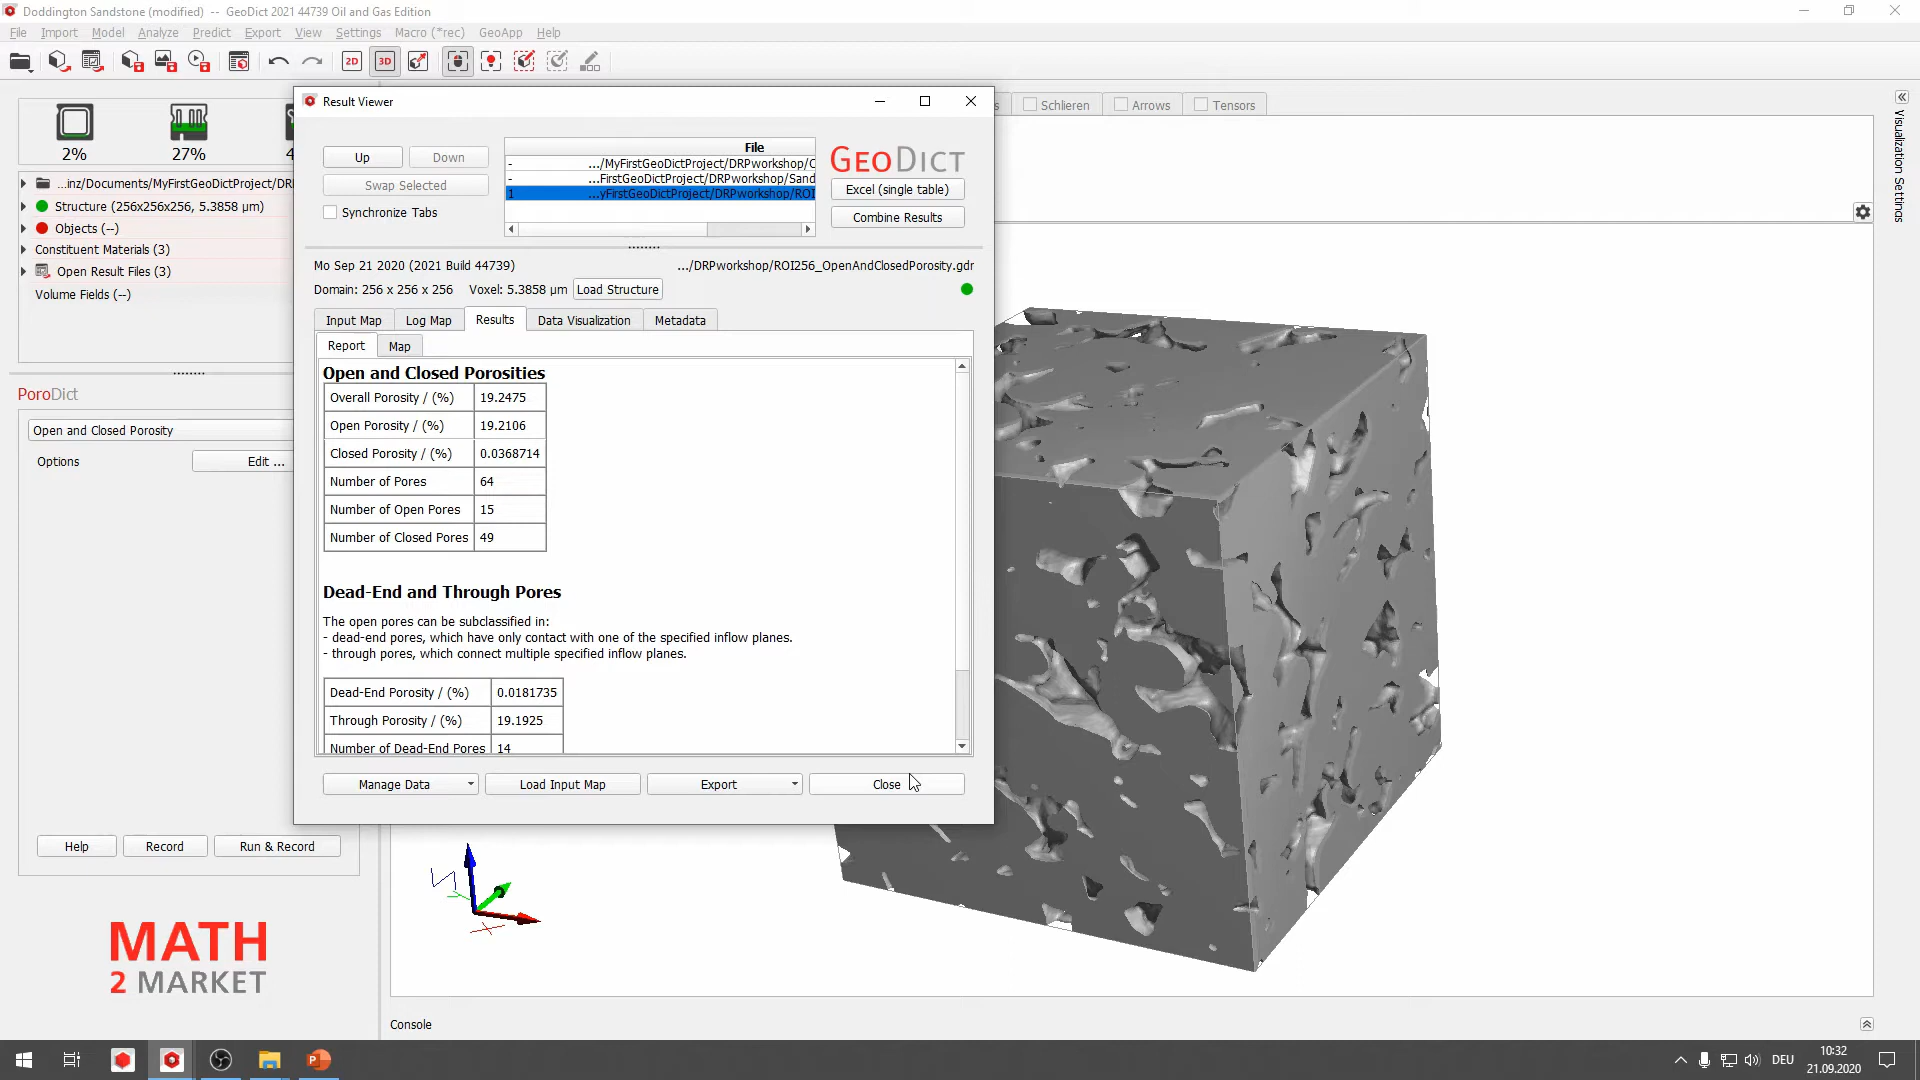 Doddington Sandstone (modified) -- GeoDict 2021 44739 Oil and Gas Edition
File Import Model Analyze Predict Export View Settings Macro (*rec) GeoApp Help
2D 3D
2% 27% 4
...inz/Documents/MyFirstGeoDictProject/DRI
Structure (256x256x256, 5.3858 µm)
Objects (--)
Constituent Materials (3)
Open Result Files (3)
Volume Fields (--)
PoroDict
Open and Closed Porosity
Options Edit ...
Help Record Run & Record
MATH
2 MARKET
Result Viewer
Up Down
Swap Selected
Synchronize Tabs
File
- .../MyFirstGeoDictProject/DRPworkshop/C
- ...FirstGeoDictProject/DRPworkshop/Sand
1 ...yFirstGeoDictProject/DRPworkshop/ROI
GEODICT
Excel (single table)
Combine Results
Mo Sep 21 2020 (2021 Build 44739) .../DRPworkshop/ROI256_OpenAndClosedPorosity.gdr
Domain: 256 x 256 x 256 Voxel: 5.3858 µm Load Structure
Input Map Log Map Results Data Visualization Metadata
Report Map
Open and Closed Porosities
Overall Porosity / (%) 19.2475
Open Porosity / (%) 19.2106
Closed Porosity / (%) 0.0368714
Number of Pores 64
Number of Open Pores 15
Number of Closed Pores 49
Dead-End and Through Pores
The open pores can be subclassified in:
- dead-end pores, which have only contact with one of the specified inflow planes.
- through pores, which connect multiple specified inflow planes.
Dead-End Porosity / (%) 0.0181735
Through Porosity / (%) 19.1925
Number of Dead-End Pores 14
Manage Data Load Input Map Export Close
s Schlieren Arrows Tensors
Visualization Settings
Z
Y
X
Console
P
DEU
10:32
21.09.2020